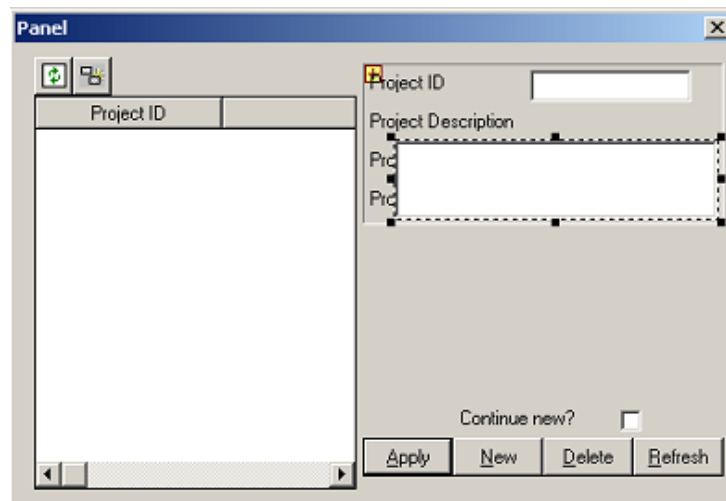 Panel
Project ID
Project ID
Project Description
Continue new?
Apply
New
Delete
Refresh